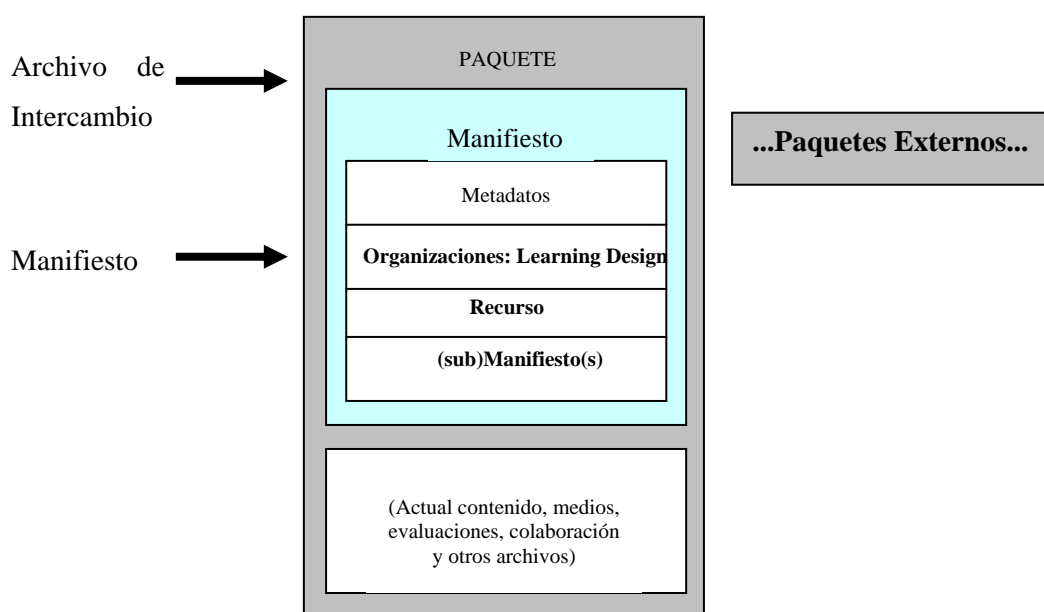 Archivo de
Intercambio
Manifiesto
PAQUETE
Manifiesto
Metadatos
Organizaciones: Learning Design
Recurso
(sub)Manifiesto(s)
(Actual contenido, medios,
evaluaciones, colaboración
y otros archivos)
...Paquetes Externos...